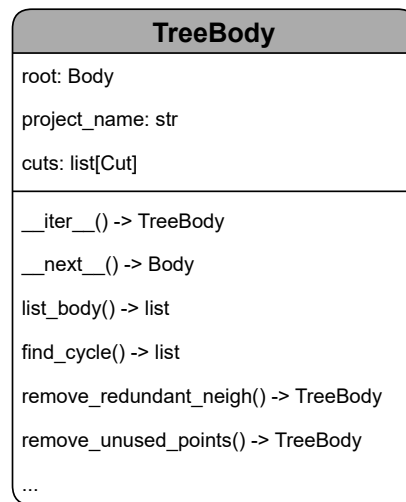 TreeBody
root: Body
project_name: str
cuts: list[Cut]
__iter__() -> TreeBody
__next__() -> Body
list_body() -> list
find_cycle() -> list
remove_redundant_neigh() -> TreeBody
remove_unused_points() -> TreeBody
...